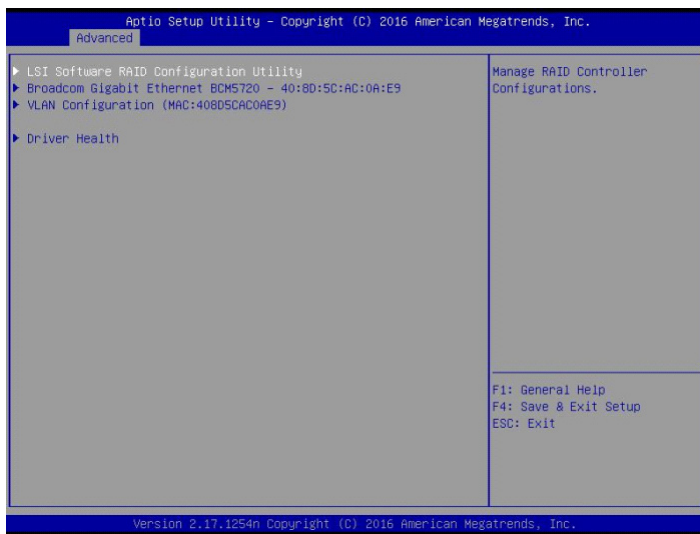 Aptio Setup Utility – Copyright (C) 2016 American Megatrends, Inc.
Advanced
LSI Software RAID Configuration Utility
Broadcom Gigabit Ethernet BCM5720 – 40:8D:5C:AC:0A:E9
VLAN Configuration (MAC:408D5CAC0AE9)
Driver Health
Manage RAID Controller
Configurations.
F1: General Help
F4: Save & Exit Setup
ESC: Exit
Version 2.17.1254n Copyright (C) 2016 American Megatrends, Inc.